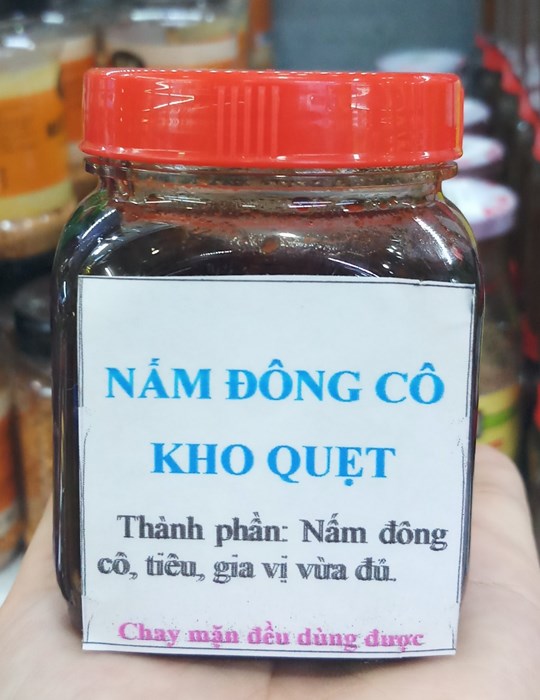 NẤM ĐÔNG CÔ
KHO QUẸT
Thành phần: Nấm đông
cô, tiêu, gia vị vừa đủ.
Chay mặn đều dùng được